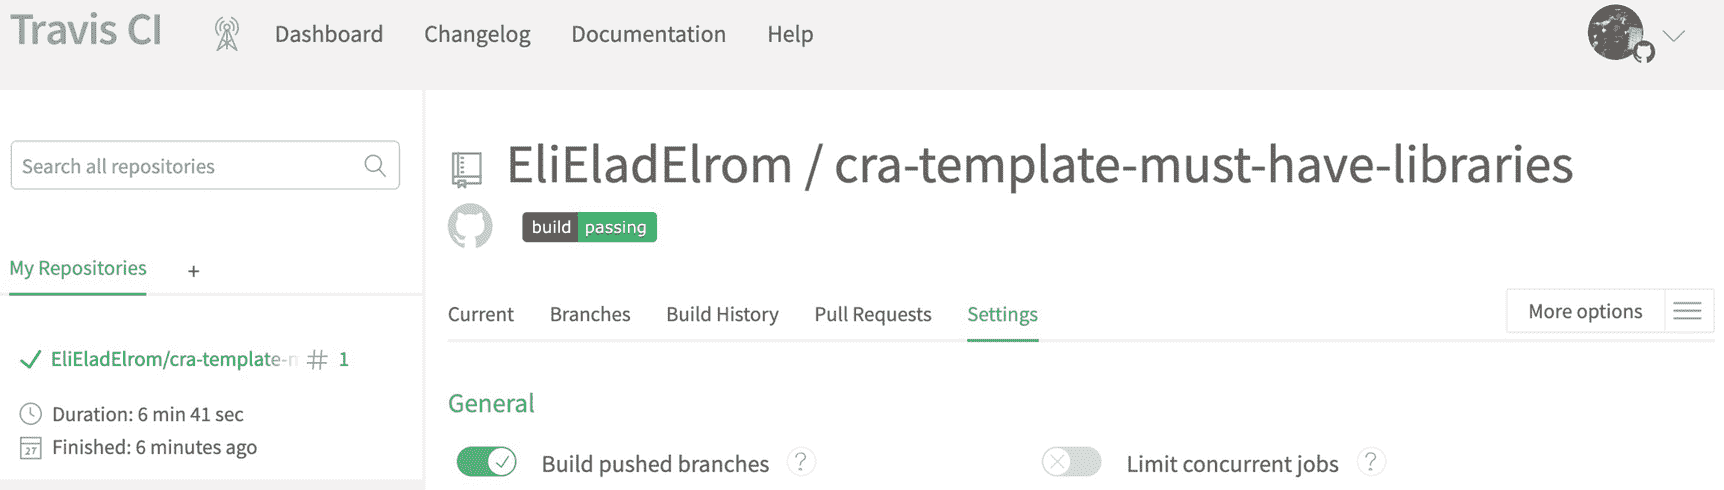 Travis CI Dashboard Changelog Documentation Help
Search all repositories
My Repositories +
EliEladElrom/cra-template- # 1
Duration: 6 min 41 sec
27 Finished: 6 minutes ago
EliEladElrom / cra-template-must-have-libraries
build passing
Current Branches Build History Pull Requests Settings More options
General
Build pushed branches ? Limit concurrent jobs ?